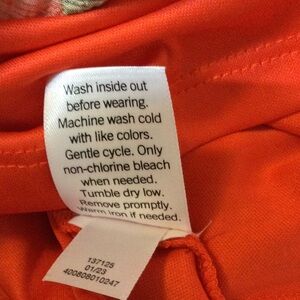 Wash inside out
before wearing.
Machine wash cold
with like colors.
Gentle cycle. Only
non-chlorine bleach
when needed.
Tumble dry low.
Remove promptly.
Warm iron if needed.
137125
01/23
400808010247